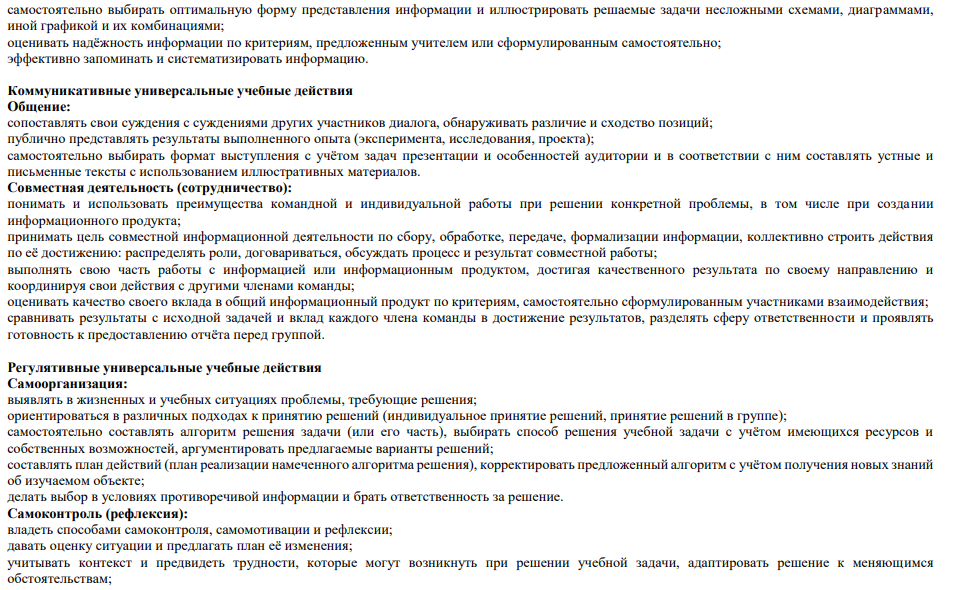 самостоятельно выбирать оптимальную форму представления информации и иллюстрировать решаемые задачи несложными схемами, диаграммами,
иной графикой и их комбинациями;
оценивать надёжность информации по критериям, предложенным учителем или сформулированным самостоятельно;
эффективно запоминать и систематизировать информацию.
Коммуникативные универсальные учебные действия
Общение:
сопоставлять свои суждения с суждениями других участников диалога, обнаруживать различие и сходство позиций;
публично представлять результаты выполненного опыта (эксперимента, исследования, проекта);
самостоятельно выбирать формат выступления с учётом задач презентации и особенностей аудитории и в соответствии с ним составлять устные и
письменные тексты с использованием иллюстративных материалов.
Совместная деятельность (сотрудничество):
понимать и использовать преимущества командной и индивидуальной работы при решении конкретной проблемы, в том числе при создании
информационного продукта;
принимать цель совместной информационной деятельности по сбору, обработке, передаче, формализации информации, коллективно строить действия
по её достижению: распределять роли, договариваться, обсуждать процесс и результат совместной работы;
выполнять свою часть работы с информацией или информационным продуктом, достигая качественного результата по своему направлению и
координируя свои действия с другими членами команды;
оценивать качество своего вклада в общий информационный продукт по критериям, самостоятельно сформулированным участниками взаимодействия;
сравнивать результаты с исходной задачей и вклад каждого члена команды в достижение результатов, разделять сферу ответственности и проявлять
готовность к предоставлению отчёта перед группой.
Регулятивные универсальные учебные действия
Самоорганизация:
выявлять в жизненных и учебных ситуациях проблемы, требующие решения;
ориентироваться в различных подходах к принятию решений (индивидуальное принятие решений, принятие решений в группе);
самостоятельно составлять алгоритм решения задачи (или его часть), выбирать способ решения учебной задачи с учётом имеющихся ресурсов и
собственных возможностей, аргументировать предлагаемые варианты решений;
составлять план действий (план реализации намеченного алгоритма решения), корректировать предложенный алгоритм с учётом получения новых знаний
об изучаемом объекте;
делать выбор в условиях противоречивой информации и брать ответственность за решение.
Самоконтроль (рефлексия):
владеть способами самоконтроля, самомотивации и рефлексии;
давать оценку ситуации и предлагать план её изменения;
учитывать контекст и предвидеть трудности, которые могут возникнуть при решении учебной задачи, адаптировать решение к меняющимся
обстоятельствам;